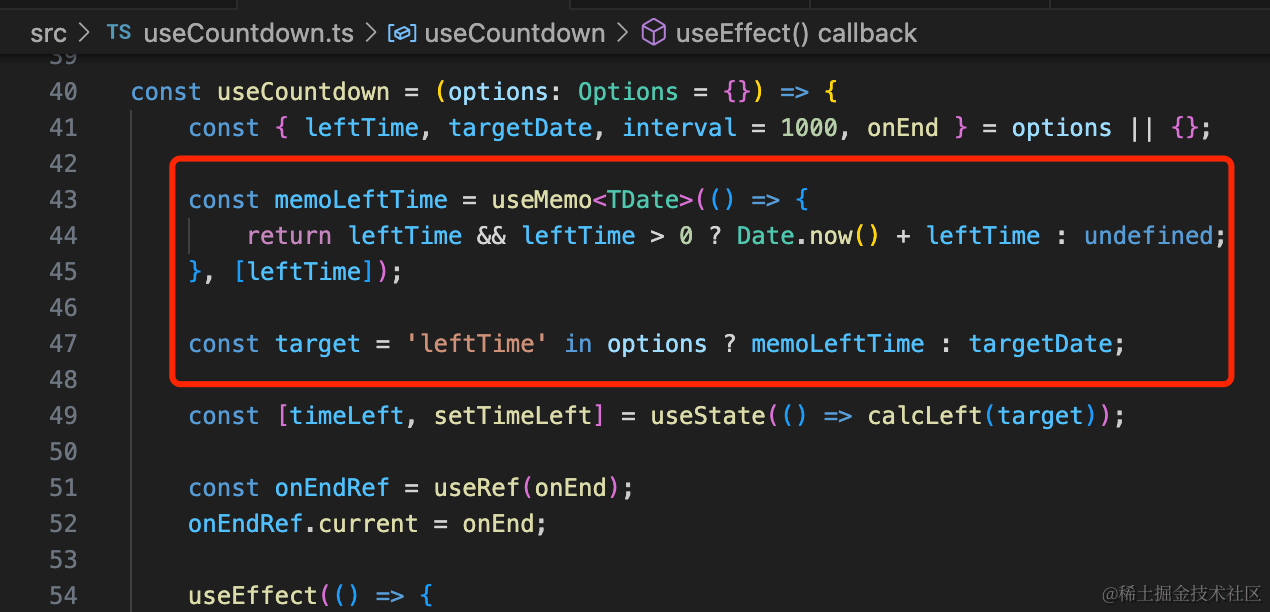 src > TS useCountdown.ts > useCountdown > useEffect() callback
39
40 const useCountdown = (options: Options = {}) => {
41 const { leftTime, targetDate, interval = 1000, onEnd } = options || {};
42
43 const memoLeftTime = useMemo<TDate>(() => {
44 return leftTime && leftTime > 0 ? Date.now() + leftTime : undefined;
45 }, [leftTime]);
46
47 const target = 'leftTime' in options ? memoLeftTime : targetDate;
48
49 const [timeLeft, setTimeLeft] = useState(() => calcLeft(target));
50
51 const onEndRef = useRef(onEnd);
52 onEndRef.current = onEnd;
53
54 useEffect(() => {
@稀土掘金技术社区